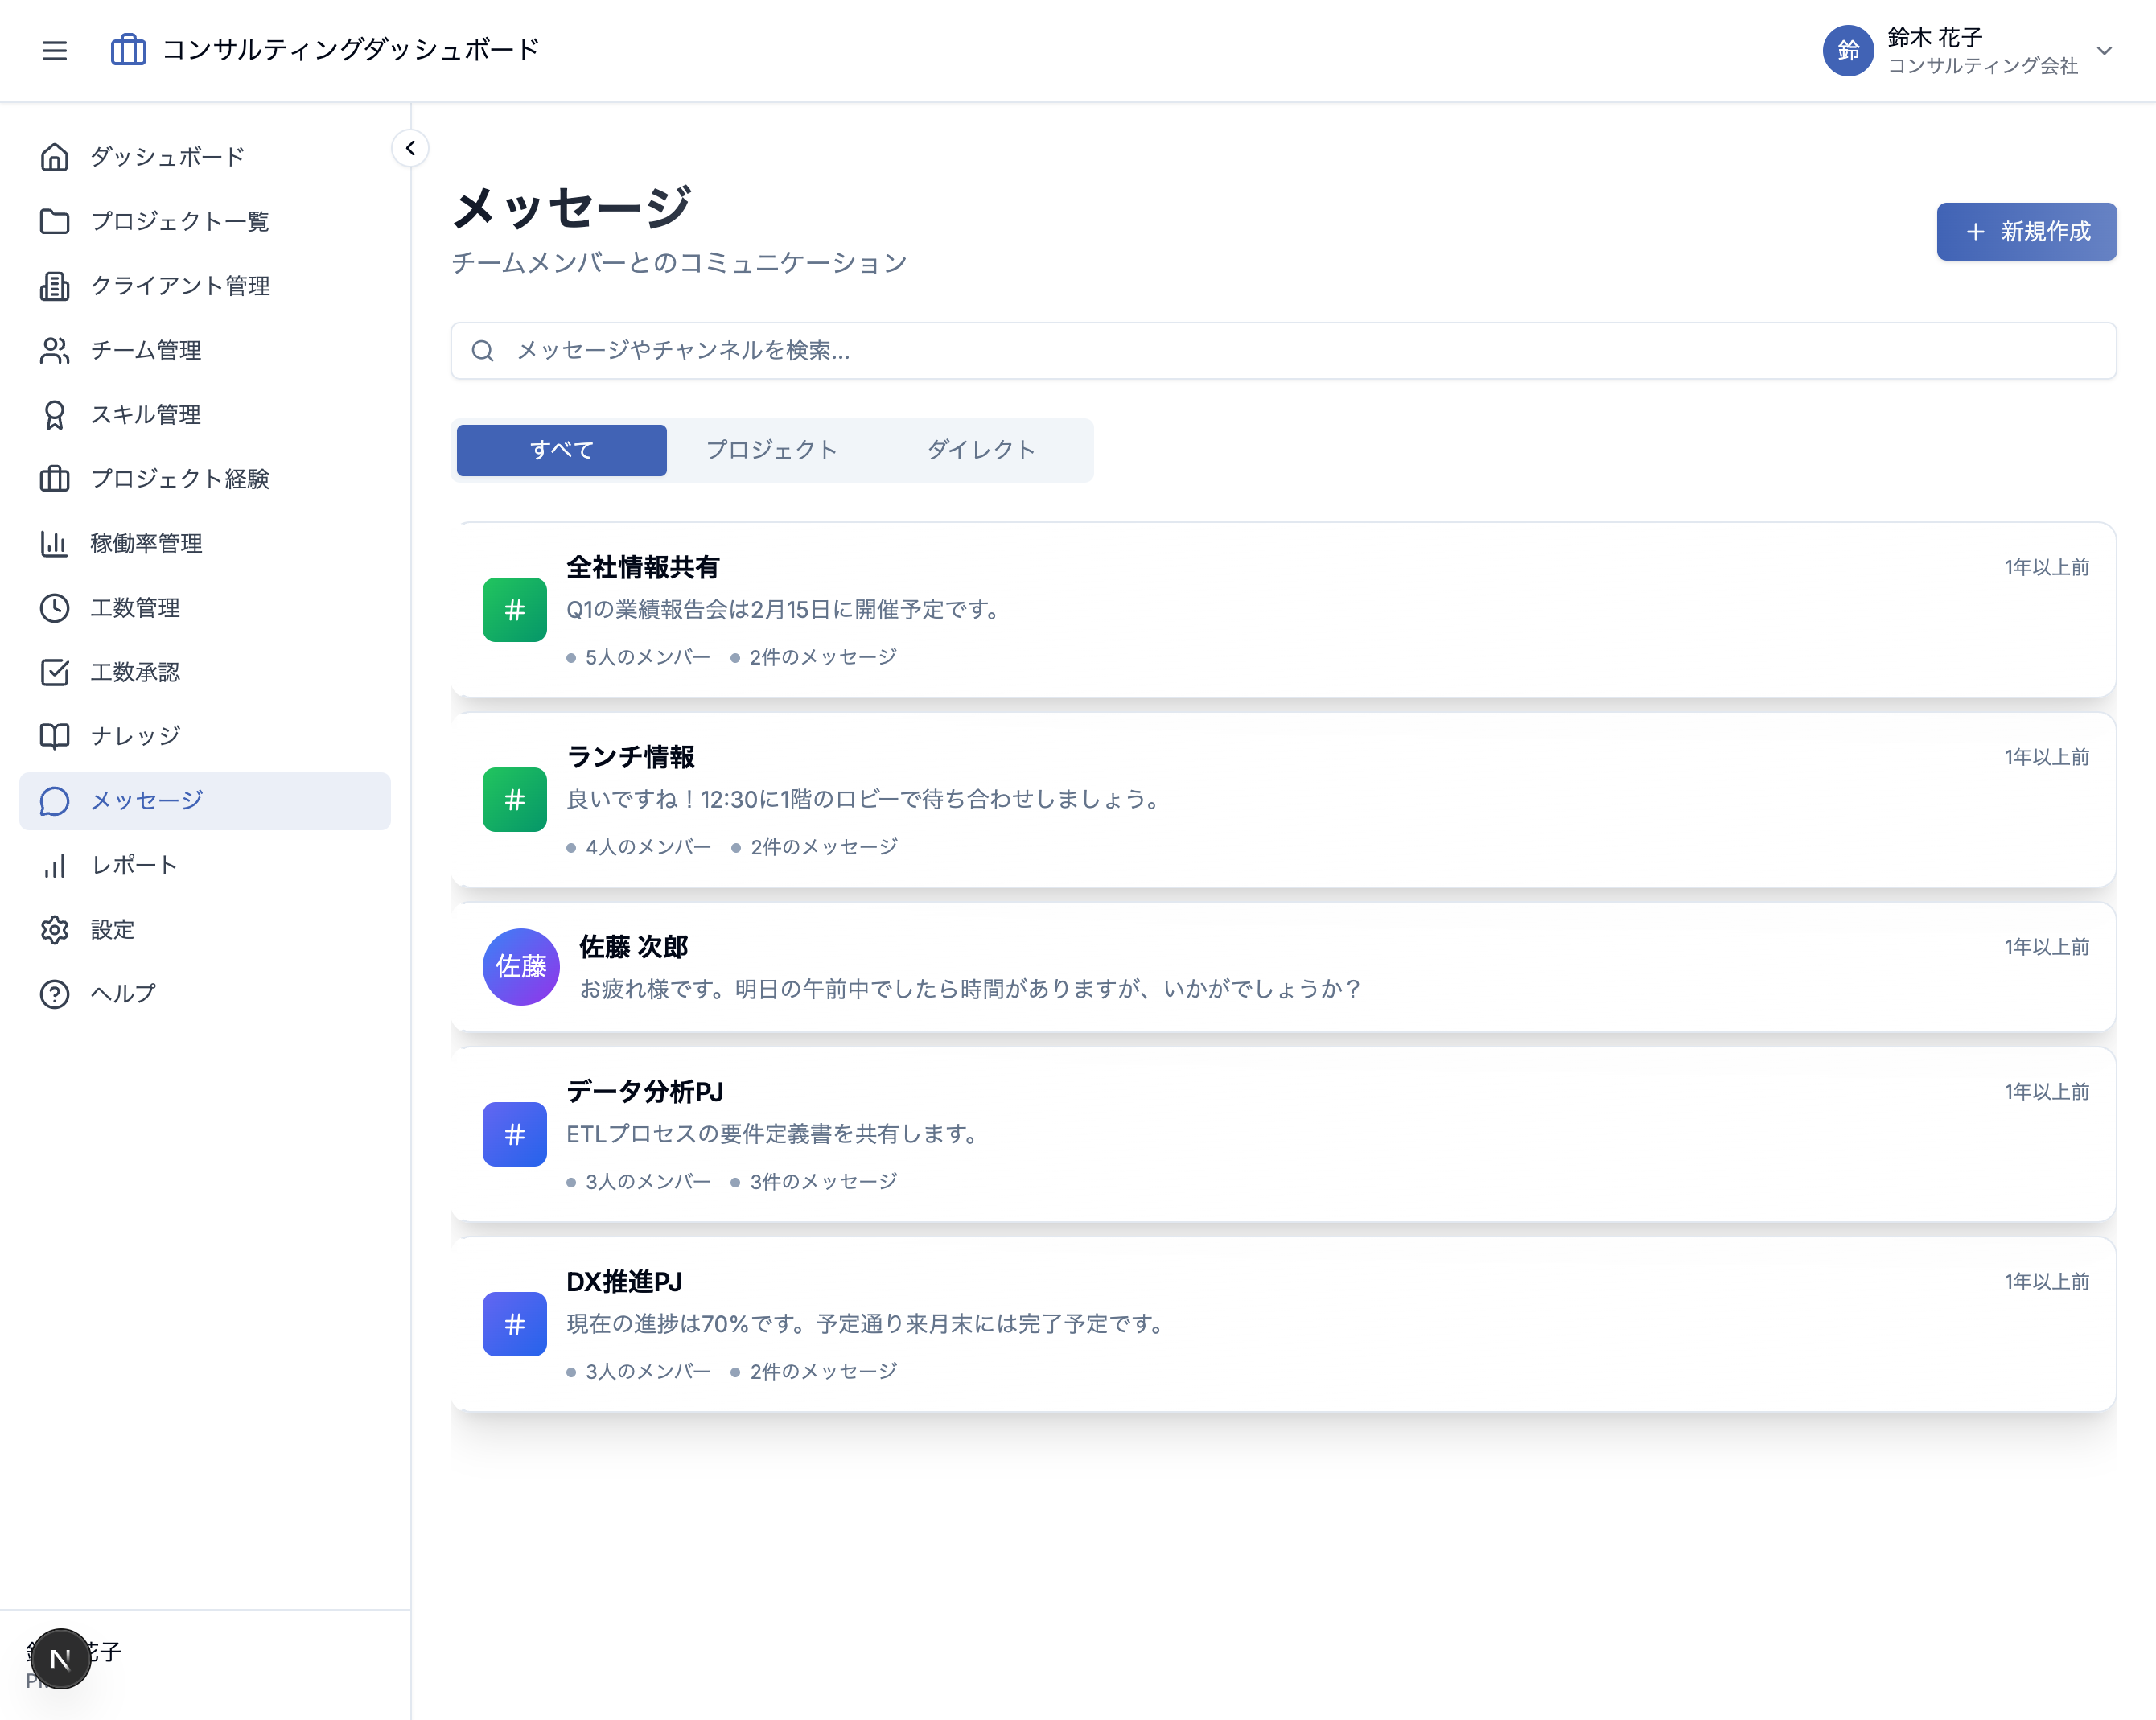 コンサルティングダッシュボード
鈴
鈴木 花子
コンサルティング会社
ダッシュボード
プロジェクト一覧
クライアント管理
チーム管理
スキル管理
プロジェクト経験
稼働率管理
工数管理
工数承認
ナレッジ
メッセージ
レポート
設定
ヘルプ
花子
N
メッセージ
チームメンバーとのコミュニケーション
新規作成
メッセージやチャンネルを検索...
すべて プロジェクト ダイレクト
全社情報共有 1年以上前
# Q1の業績報告会は2月15日に開催予定です。
5人のメンバー 2件のメッセージ
ランチ情報 1年以上前
# 良いですね！12:30に1階のロビーで待ち合わせしましょう。
4人のメンバー 2件のメッセージ
佐藤
佐藤 次郎 1年以上前
お疲れ様です。明日の午前中でしたら時間がありますが、いかがでしょうか？
データ分析PJ 1年以上前
# ETLプロセスの要件定義書を共有します。
3人のメンバー 3件のメッセージ
DX推進PJ 1年以上前
# 現在の進捗は70%です。予定通り来月末には完了予定です。
3人のメンバー 2件のメッセージ